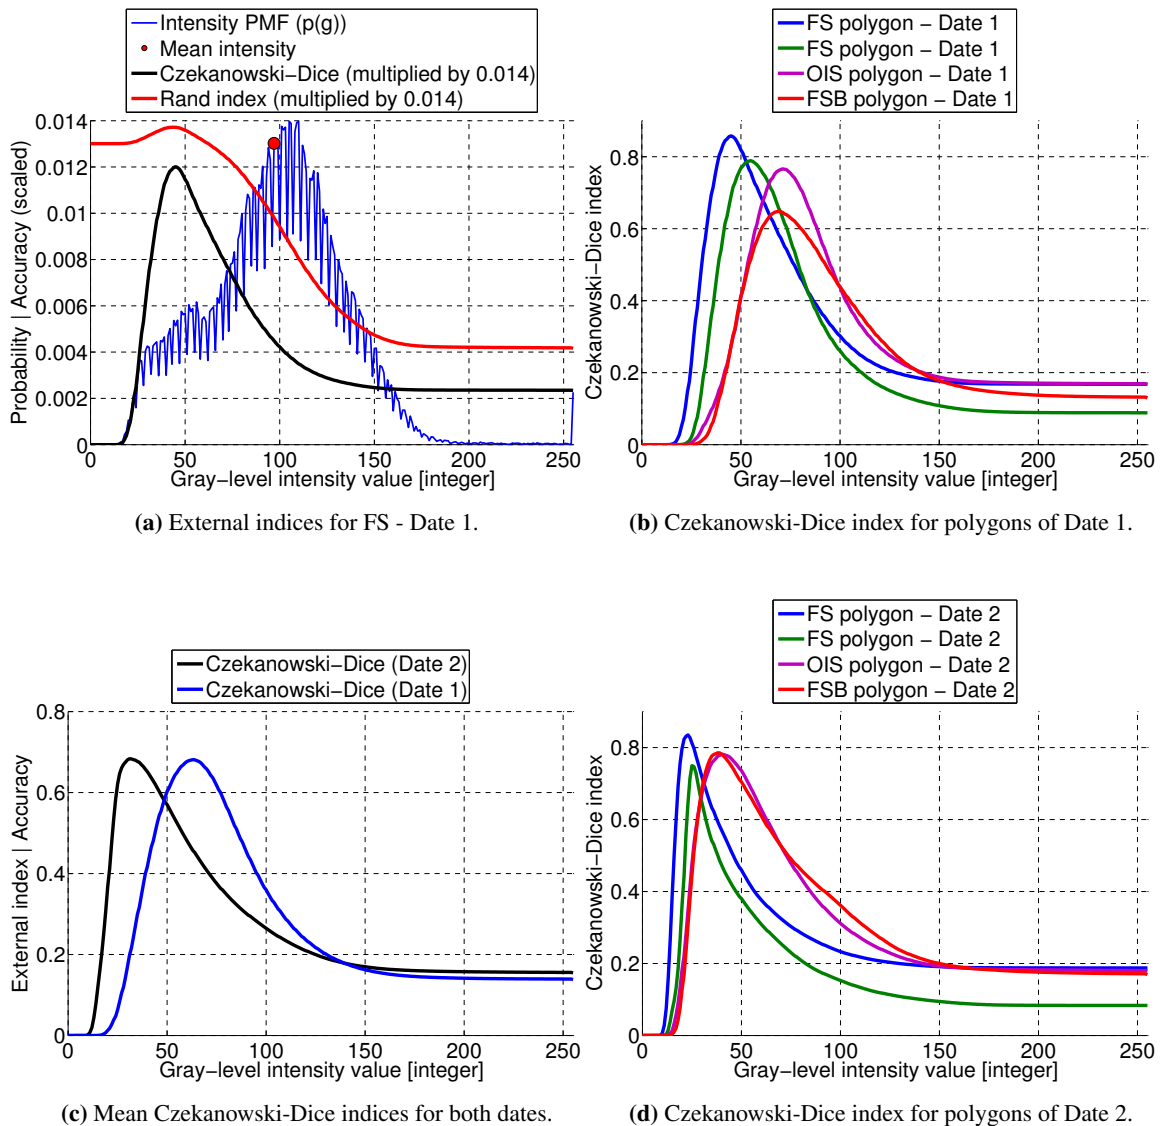 Intensity PMF (p(g))
Mean intensity
Czekanowski−Dice (multiplied by 0.014)
Rand index (multiplied by 0.014)
Probability | Accuracy (scaled)
0.014
0.012
0.01
0.008
0.006
0.004
0.002
0
0 50 100 150 200 250
Gray−level intensity value [integer]
(a) External indices for FS - Date 1.
FS polygon − Date 1
FS polygon − Date 1
OIS polygon − Date 1
FSB polygon − Date 1
Czekanowski−Dice index
0.8
0.6
0.4
0.2
0
0 50 100 150 200 250
Gray−level intensity value [integer]
(b) Czekanowski-Dice index for polygons of Date 1.
Czekanowski−Dice (Date 2)
Czekanowski−Dice (Date 1)
External index | Accuracy
0.8
0.6
0.4
0.2
0
0 50 100 150 200 250
Gray−level intensity value [integer]
(c) Mean Czekanowski-Dice indices for both dates.
FS polygon − Date 2
FS polygon − Date 2
OIS polygon − Date 2
FSB polygon − Date 2
Czekanowski−Dice index
0.8
0.6
0.4
0.2
0
0 50 100 150 200 250
Gray−level intensity value [integer]
(d) Czekanowski-Dice index for polygons of Date 2.